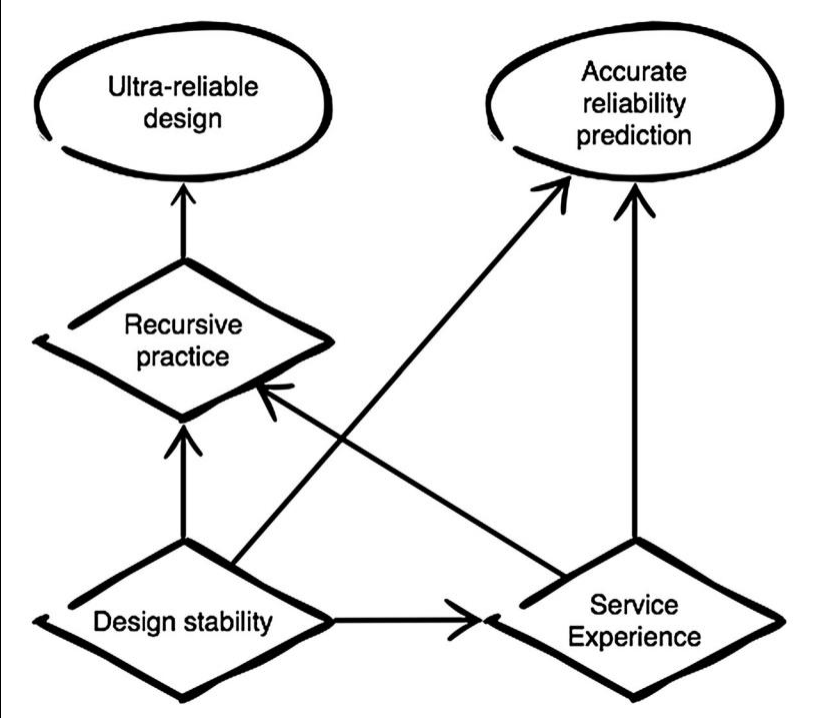 Ultra-reliable
design
Accurate
reliability
prediction
Recursive
practice
Design stability
Service
Experience